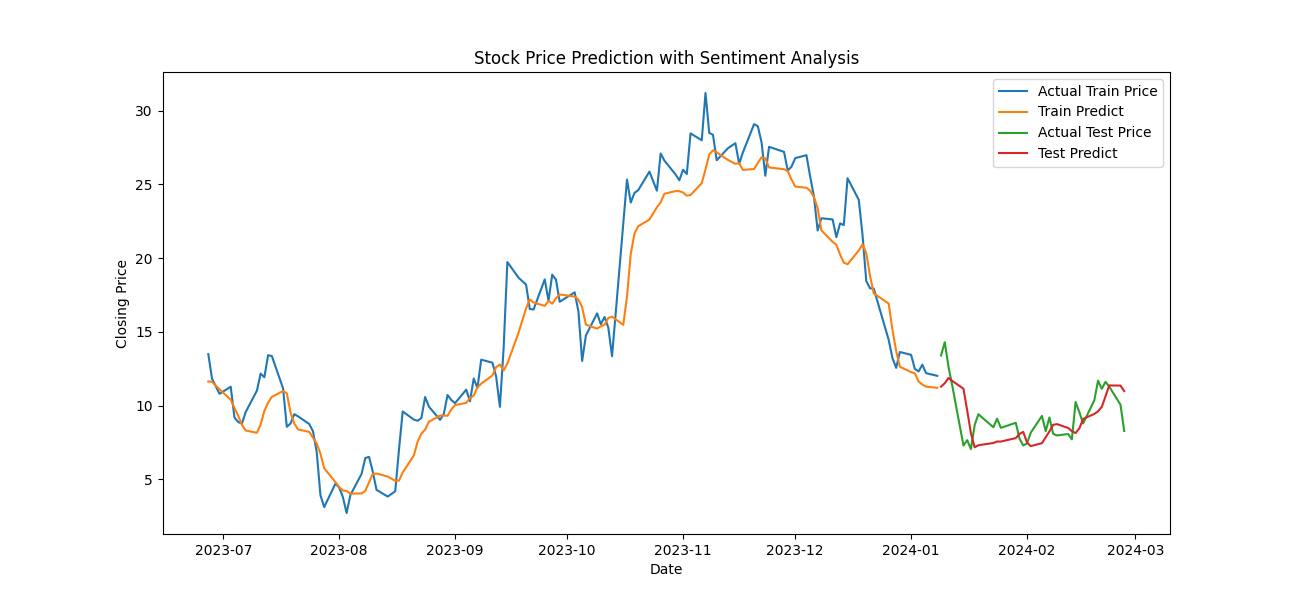 Stock Price Prediction with Sentiment Analysis
Actual Train Price
Train Predict
Actual Test Price
Test Predict
Closing Price
30
25
20
15
10
5
2023-07
2023-08
2023-09
2023-10
2023-11
2023-12
2024-01
2024-02
2024-03
Date